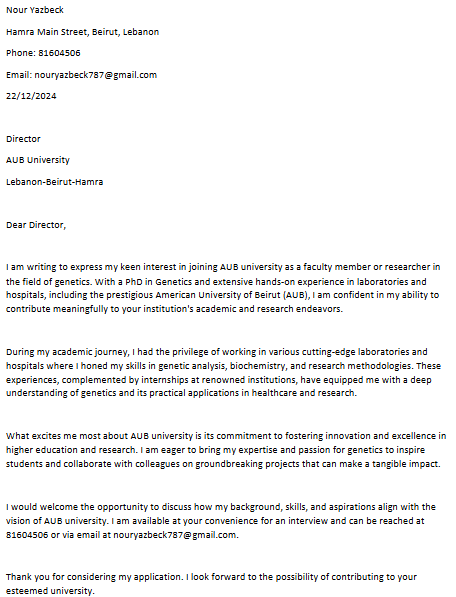 Nour Yazbeck
Hamra Main Street, Beirut, Lebanon
Phone: 81604506
Email: nouryazbeck787@gmail.com
22/12/2024
Director
AUB University
Lebanon-Beirut-Hamra
Dear Director,
I am writing to express my keen interest in joining AUB university as a faculty member or researcher in
the field of genetics. With a PhD in Genetics and extensive hands-on experience in laboratories and
hospitals, including the prestigious American University of Beirut (AUB), I am confident in my ability to
contribute meaningfully to your institution's academic and research endeavors.
During my academic journey, I had the privilege of working in various cutting-edge laboratories and
hospitals where I honed my skills in genetic analysis, biochemistry, and research methodologies. These
experiences, complemented by internships at renowned institutions, have equipped me with a deep
understanding of genetics and its practical applications in healthcare and research.
What excites me most about AUB university is its commitment to fostering innovation and excellence in
higher education and research. I am eager to bring my expertise and passion for genetics to inspire
students and collaborate with colleagues on groundbreaking projects that can make a tangible impact.
I would welcome the opportunity to discuss how my background, skills, and aspirations align with the
vision of AUB university. I am available at your convenience for an interview and can be reached at
81604506 or via email at nouryazbeck787@gmail.com.
Thank you for considering my application. I look forward to the possibility of contributing to your
esteemed university.